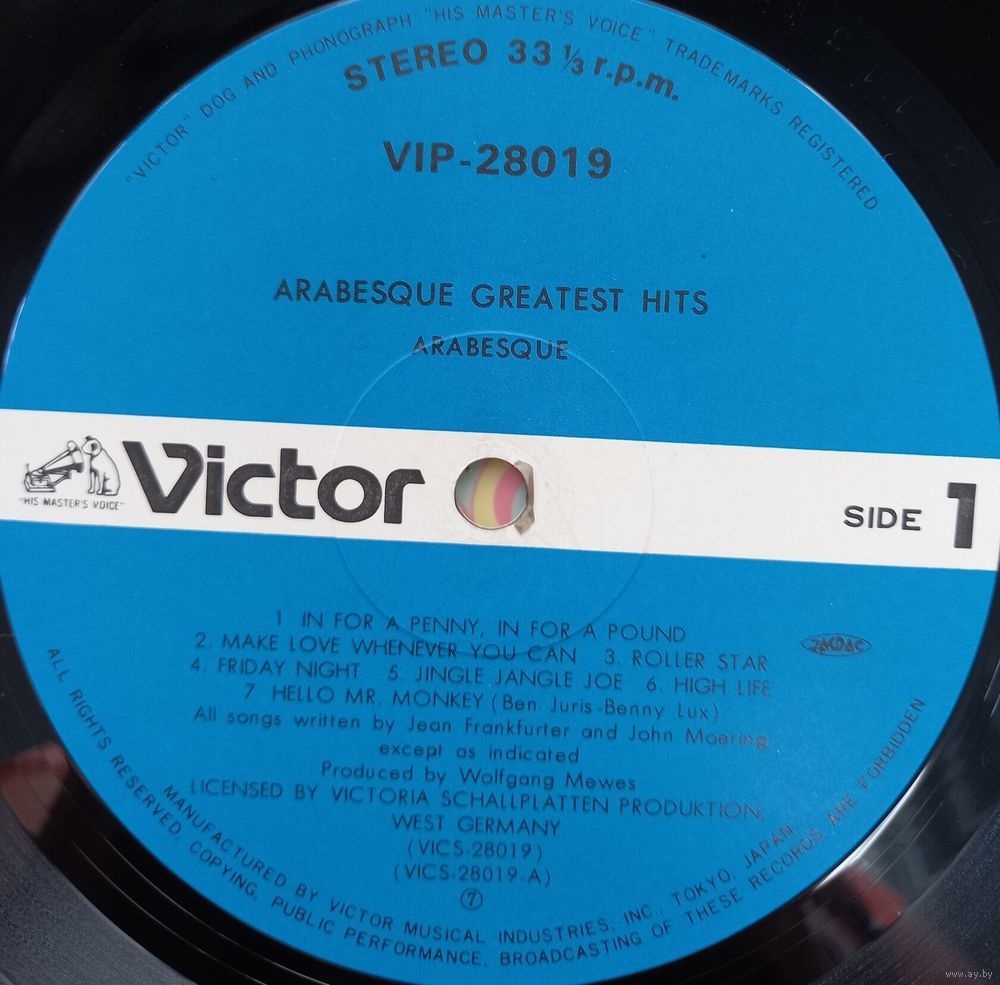 "VICTOR" DOG AND PHONOGRAPH "HIS MASTER'S VOICE" TRADEMARKS REGISTERED
STEREO 33 1/3 r.p.m.
VIP-28019
ARABESQUE GREATEST HITS
ARABESQUE
"HIS MASTER'S VOICE"
Victor
SIDE 1
1 IN FOR A PENNY, IN FOR A POUND
2. MAKE LOVE WHENEVER YOU CAN 3. ROLLER STAR
4. FRIDAY NIGHT 5. JINGLE JANGLE JOE 6. HIGH LIFE
7 HELLO MR. MONKEY (Ben Juris-Benny Lux)
All songs written by Jean Frankfurter and John Moering
except as indicated
Produced by Wolfgang Mewes
LICENSED BY VICTORIA SCHALLPLATTEN PRODUKTION,
WEST GERMANY
(VICS-28019)
(VICS-28019-A)
⑦
MANUFACTURED BY VICTOR MUSICAL INDUSTRIES, INC. TOKYO, JAPAN
ALL RIGHTS RESERVED. COPYING, PUBLIC PERFORMANCE, BROADCASTING OF THESE RECORDS ARE FORBIDDEN
www.ay.by